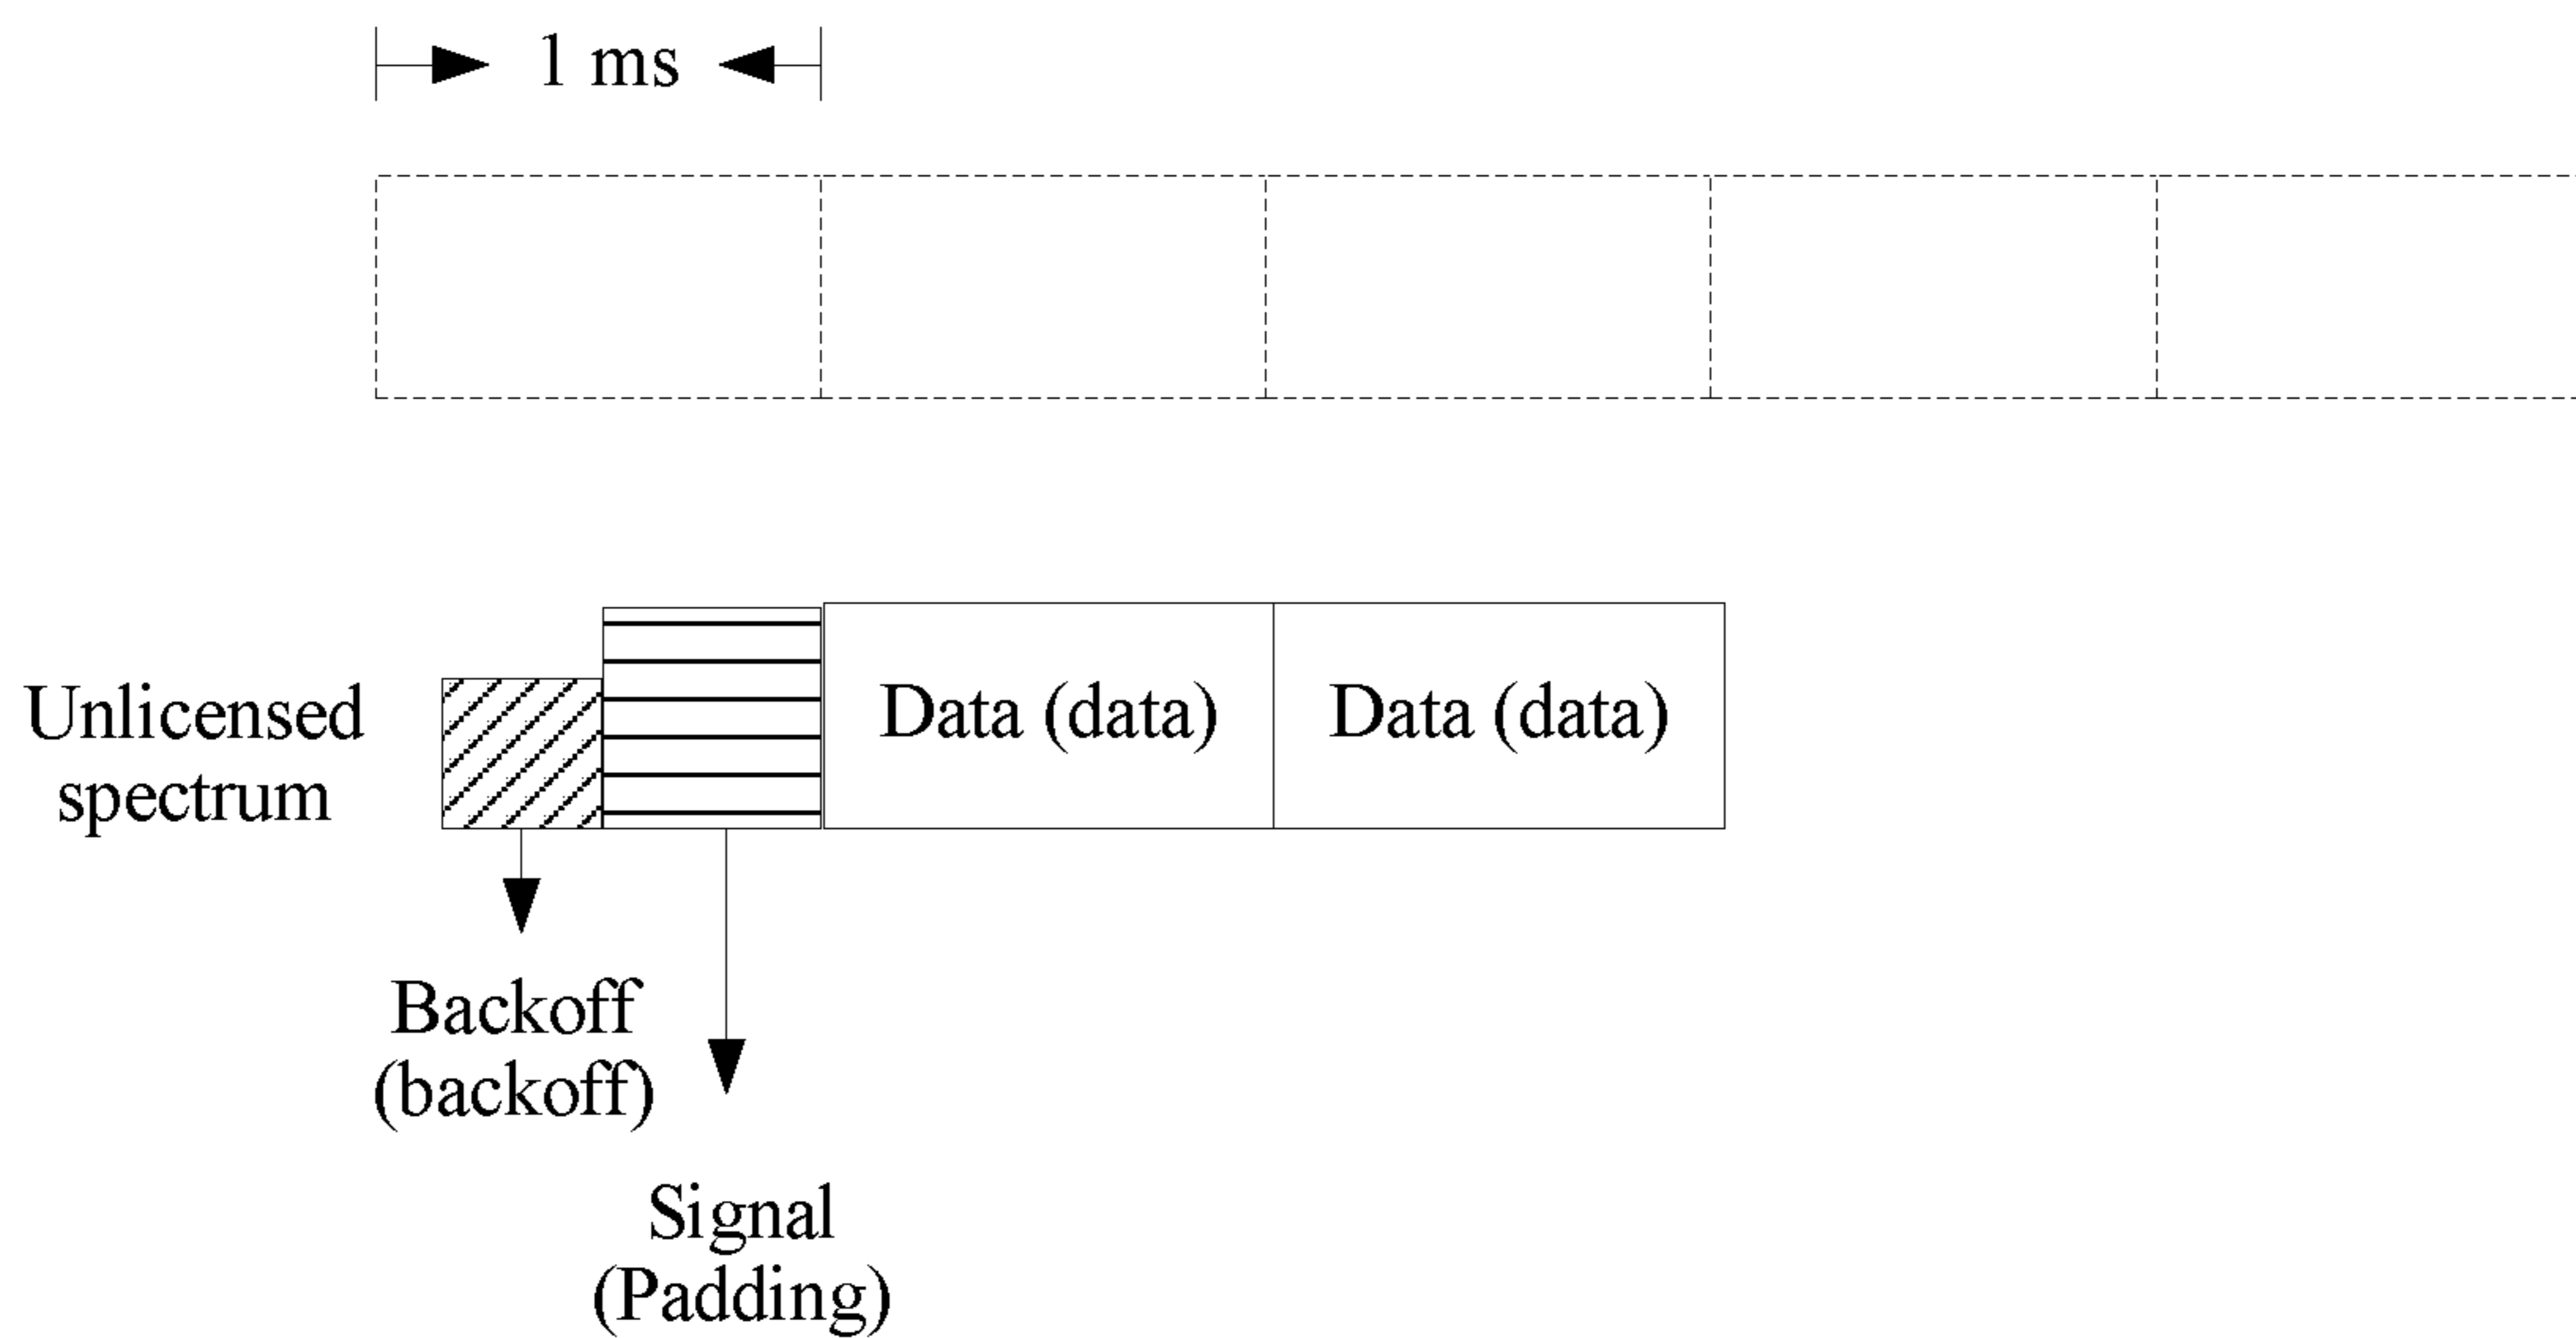 1 ms
Unlicensed
spectrum
Data (data)
Data (data)
Backoff
(backoff)
Signal
(Padding)